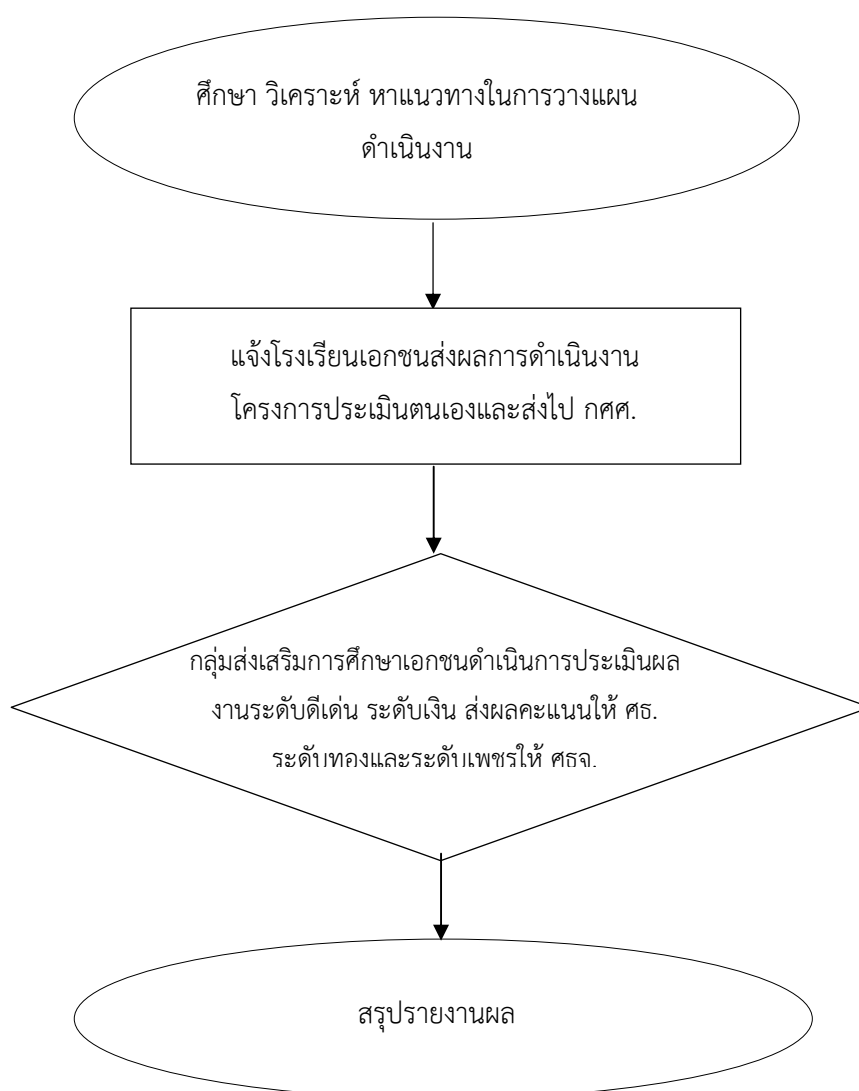 ศึกษา วิเคราะห์ หาแนวทางในการวางแผน
ดำเนินงาน
แจ้งโรงเรียนเอกชนส่งผลการดำเนินงาน
โครงการประเมินตนเองและส่งไป กศศ.
กลุ่มส่งเสริมการศึกษาเอกชนดำเนินการประเมินผล
งานระดับดีเด่น ระดับเงิน ส่งผลคะแนนให้ ศธ.
ระดับทองและระดับเพชรให้ ศธจ.
สรุปรายงานผล